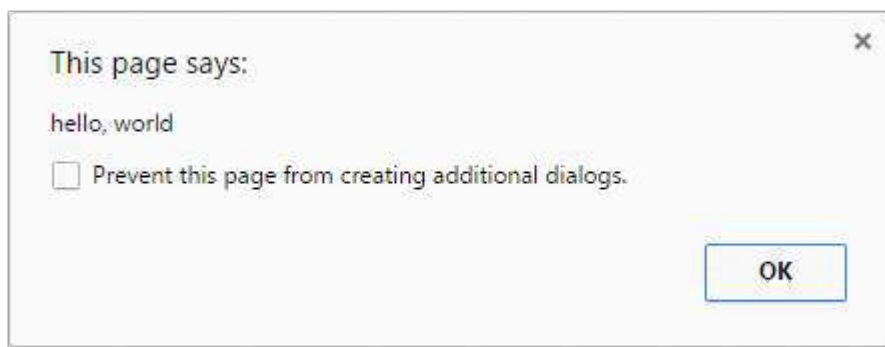 This page says:
hello, world
Prevent this page from creating additional dialogs.
OK